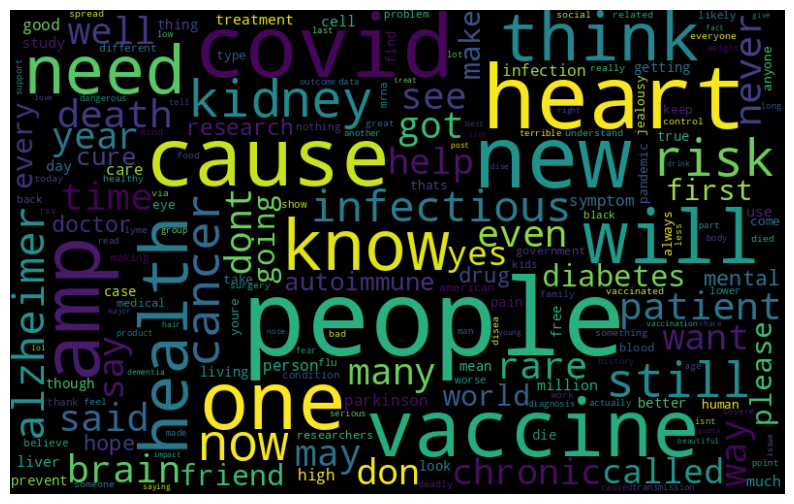 spread
good
well
thing
study
low
different
need
covid
treatment
cell
problem
last
lot
type
find
make
think
social
related
likely
give
everyone
fact
weight
never
anyone
infection
really
getting
support
love
dangerous
tell
outcome
data
treat
mrna
death
kidney
see
heart
every
year
mind
research
nothing
great
another
got
best
sick
right
control
jealousy
keep
long
cure
care
cause
help
new
terrible
understand
true
risk
day
food
post
dise
pandemic
today
healthy
time
thats
drink
first
back
via
eye
show
infectious
symptom
rsv
lyme
doctor
group
dont
going
know
yes
even
black
part
use
always
less
come
read
will
died
making
amp
health
cancer
autoimmune
drug
government
body
kids
surgery
take
american
diabetes
vaccinated
lower
mental
case
medical
youre
pain
family
free
something
vaccination
share
major
product
hair
note
bad
man
disea
young
blood
patient
alzheimer
say
lol
dementia
fear
people
history
though
living
person
flu
mean
rare
age
want
thank
feel
condition
worse
million
work
still
please
one
many
parkinson
diagnosis
actually
better
human
severe
said
made
serious
world
vaccine
isnt
guess
hope
now
researchers
die
beautiful
way
believe
impact
may
look
issue
liver
brain
friend
high
don
chronic
called
point
prevent
someone
saying
deadly
caused
transmission
much